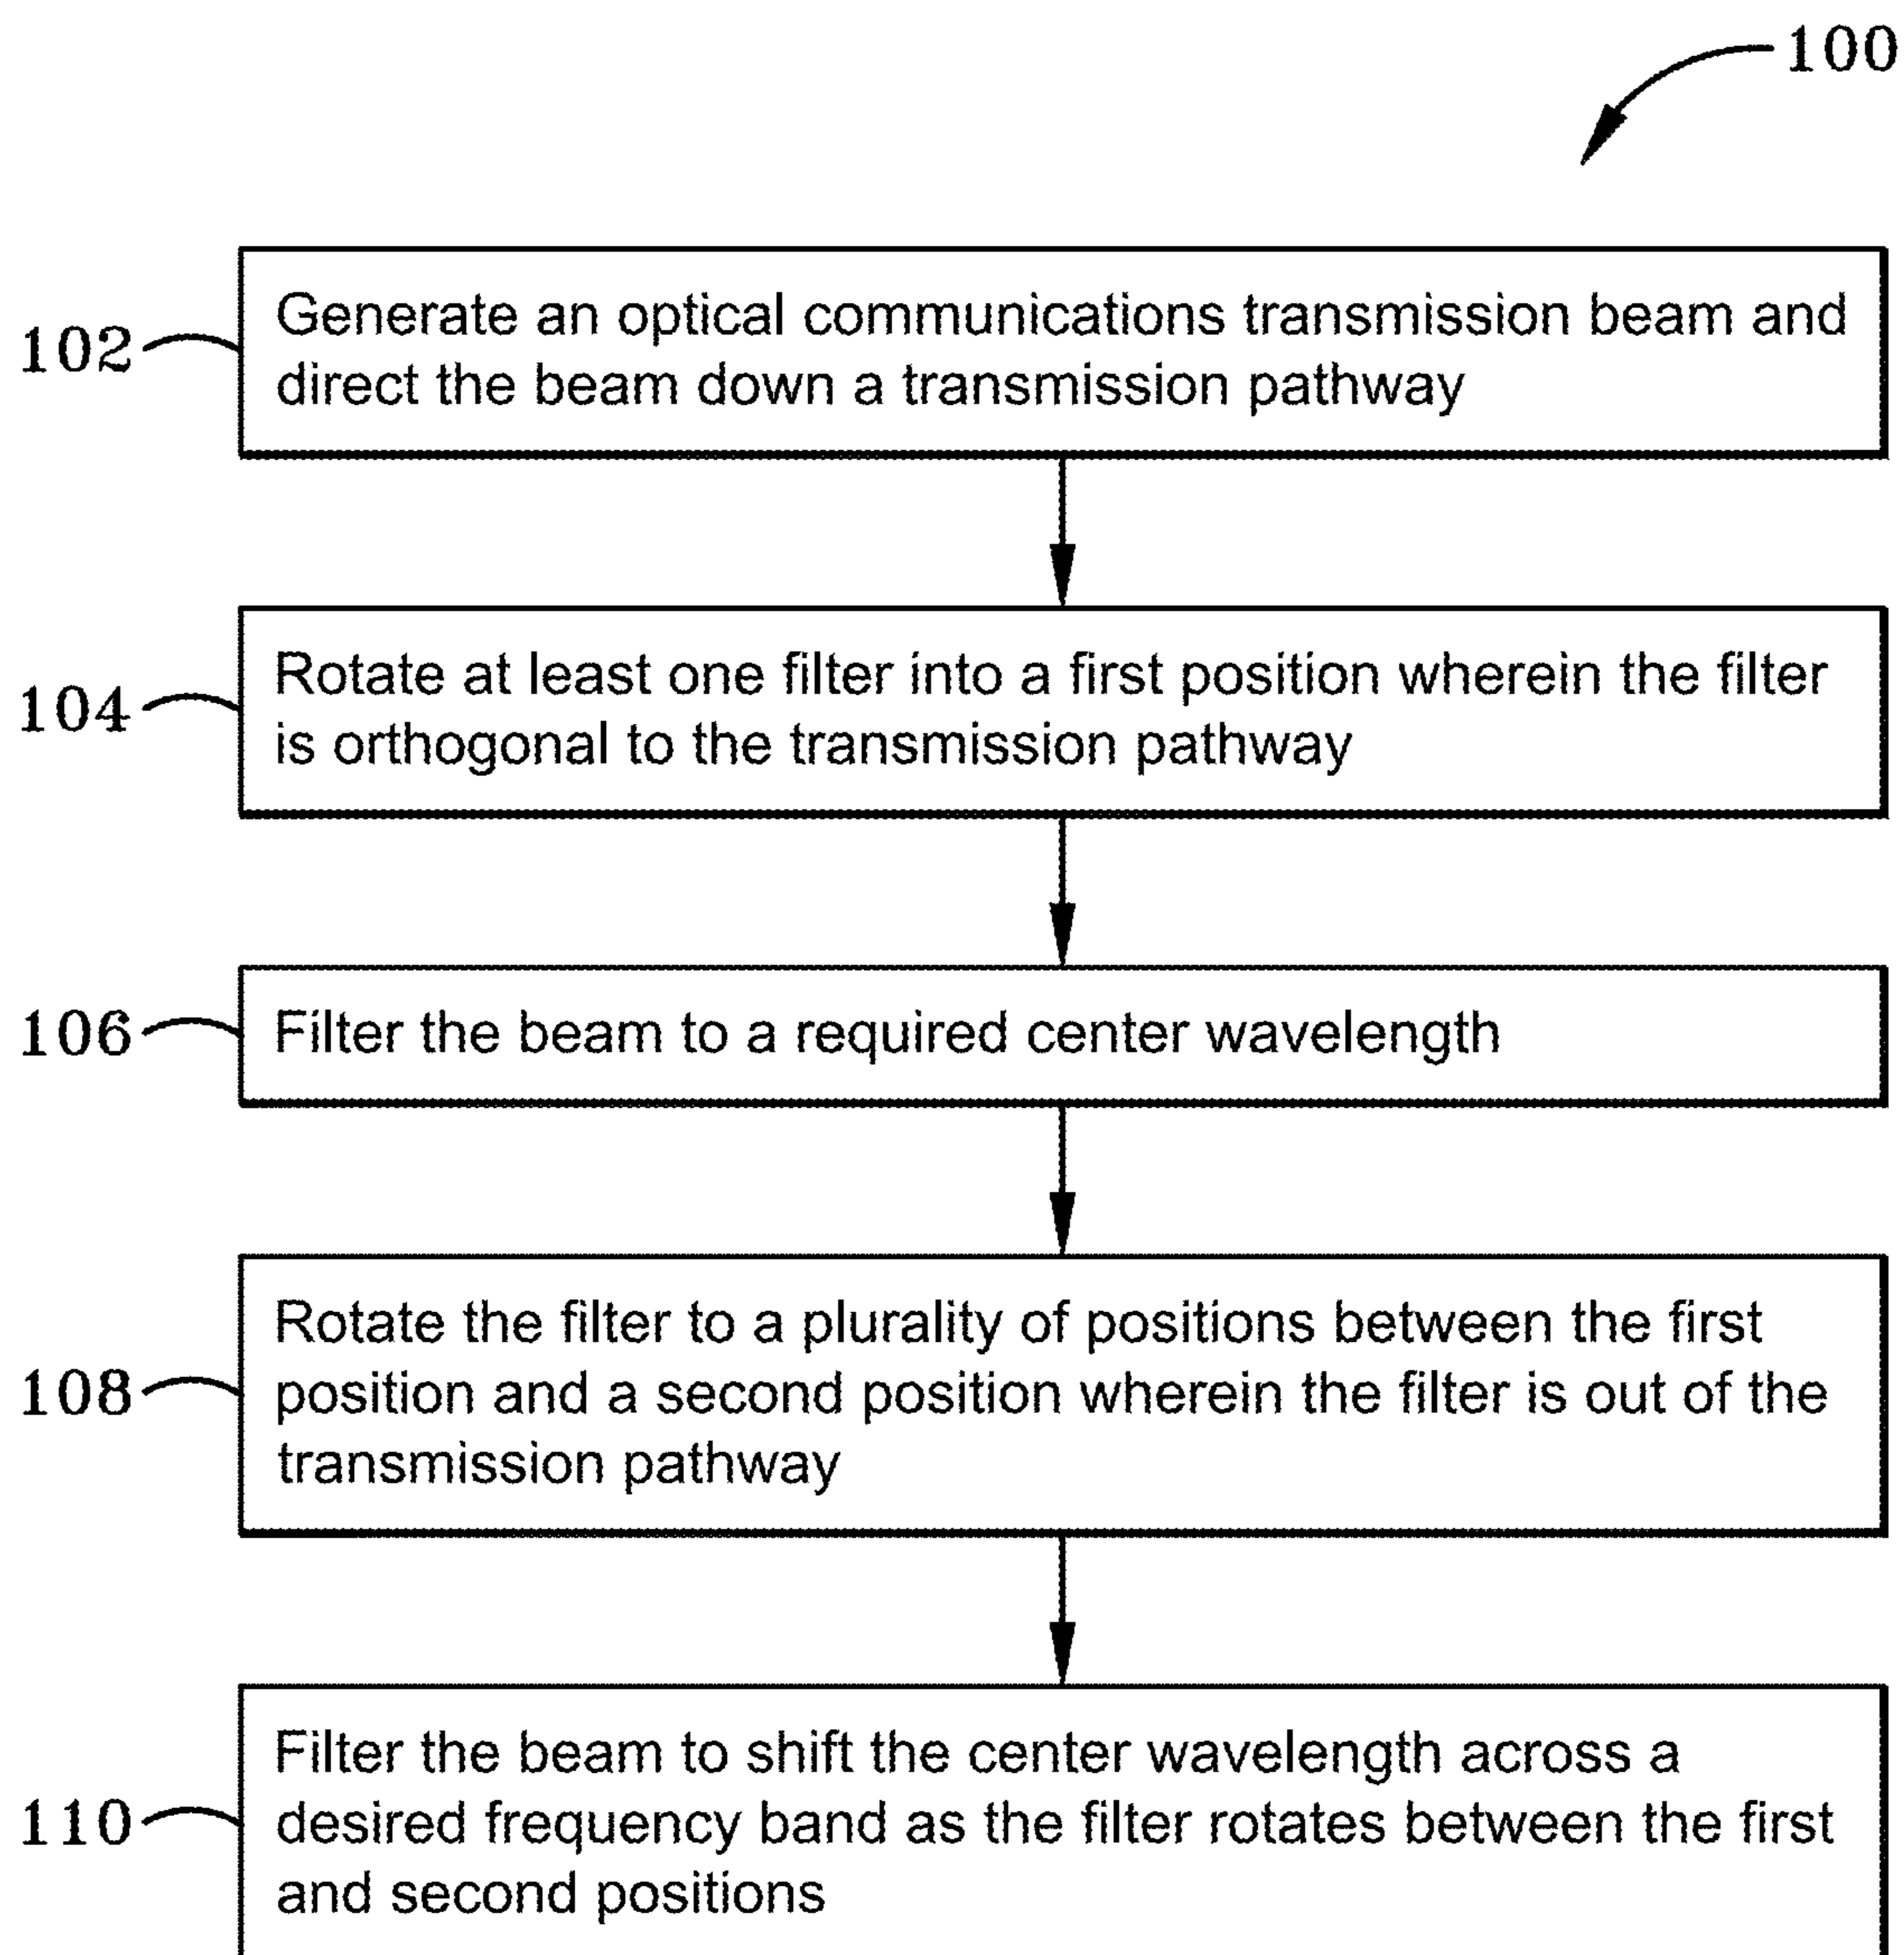 100
102
Generate an optical communications transmission beam and
direct the beam down a transmission pathway
104
Rotate at least one filter into a first position wherein the filter
is orthogonal to the transmission pathway
106
Filter the beam to a required center wavelength
108
Rotate the filter to a plurality of positions between the first
position and a second position wherein the filter is out of the
transmission pathway
110
Filter the beam to shift the center wavelength across a
desired frequency band as the filter rotates between the first
and second positions